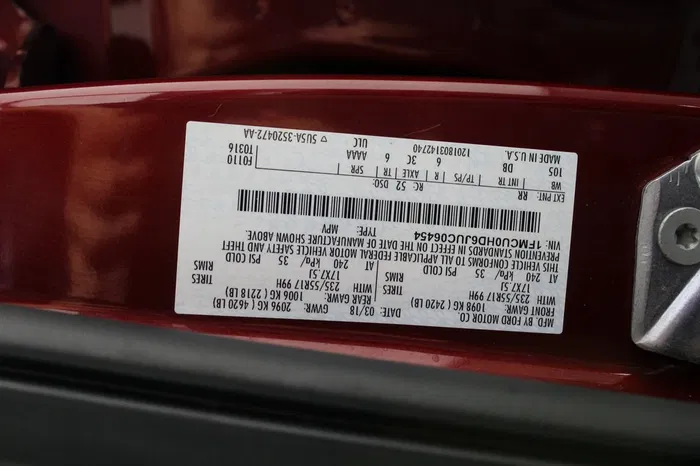 MFD. BY FORD MOTOR CO.
DATE: 03/18 GVWR: 2096 KG ( 4620 LB)
FRONT GAWR: 1098 KG ( 2420 LB) REAR GAWR: 1006 KG ( 2218 LB)
WITH 235/55R17 99H TIRES WITH 235/55R17 99H TIRES
17X7.5J RIMS 17X7.5J RIMS
AT 240 kPa/ 35 PSI COLD AT 240 kPa/ 35 PSI COLD
THIS VEHICLE CONFORMS TO ALL APPLICABLE FEDERAL MOTOR VEHICLE SAFETY AND THEFT
PREVENTION STANDARDS IN EFFECT ON THE DATE OF MANUFACTURE SHOWN ABOVE.
VIN: 1FMCU0HD6JUC06454 TYPE: MPV
EXT PNT: RR RC: 52 DSO:
WB INT TR TP/PS R AXLE TR SPR F0110
105 DB 6 3C 6 AAAA T0316
ULC
MADE IN U.S.A. 1201803142740 ▽ 5U5A-3520472-AA